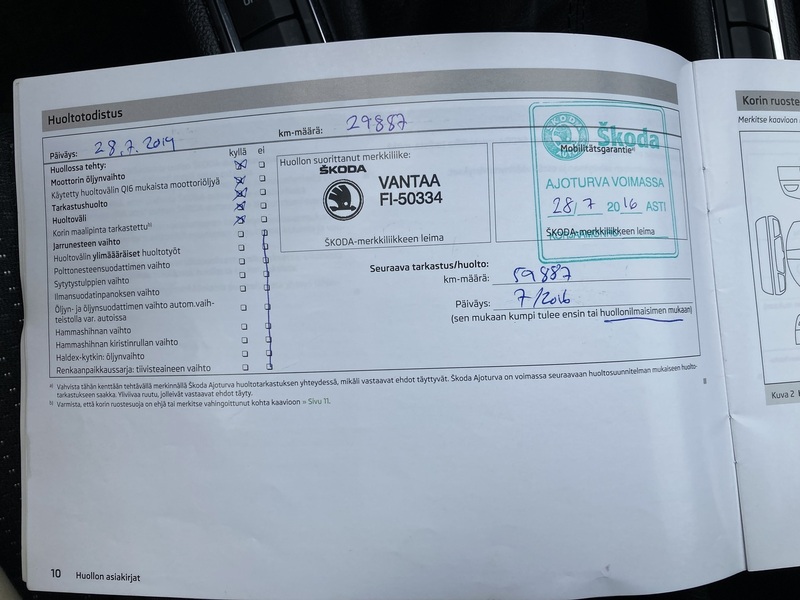 Huoltotodistus
Päiväys: 28.7.2014
km-määrä: 29887
kyllä ei
Huollossa tehty:
Moottorin öljynvaihto
Käytetty huoltovälin QI6 mukaista moottoriöljyä
Tarkastushuolto
Huoltoväli
Korin maalipinta tarkastettu b)
Jarrunesteen vaihto
Huoltovälin ylimääräiset huoltotyöt
Polttonesteensuodattimen vaihto
Sytytystulppien vaihto
Ilmansuodatinpanoksen vaihto
Öljyn- ja öljynsuodattimen vaihto autom.vaih-
teistolla var. autoissa
Hammashihnan vaihto
Hammashihnan kiristinrullan vaihto
Haldex-kytkin: öljynvaihto
Renkaanpaikkaussarja: tiivisteaineen vaihto
Huollon suorittanut merkkiliike:
ŠKODA
VANTAA
FI-50334
ŠKODA-merkkiliikkeen leima
Škoda
Mobilitätsgarantie a)
AJOTURVA VOIMASSA
28/7 2016 ASTI
ŠKODA-merkkiliikkeen leima
Seuraava tarkastus/huolto:
km-määrä: 59887
Päiväys: 7/2016
(sen mukaan kumpi tulee ensin tai huollonilmaisimen mukaan)
a) Vahvista tähän kenttään tehtävällä merkinnällä Škoda Ajoturva huoltotarkastuksen yhteydessä, mikäli vastaavat ehdot täyttyvät. Škoda Ajoturva on voimassa seuraavaan huoltosuunnitelman mukaiseen huolto-
tarkastukseen saakka. Yliviivaa ruutu, jolleivät vastaavat ehdot täyty.
b) Varmista, että korin ruostesuoja on ehjä tai merkitse vahingoittunut kohta kaavioon » Sivu 11.
10 Huollon asiakirjat
Korin ruoste
Merkitse kaavioon
Kuva 2